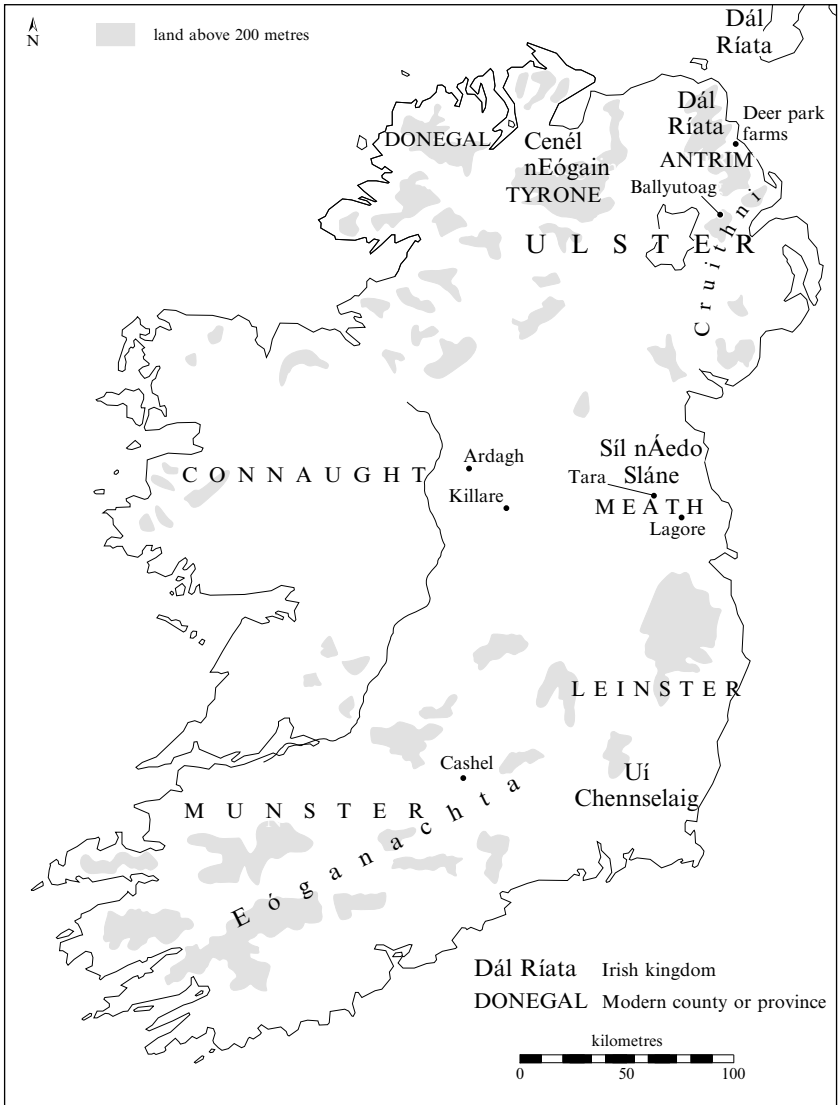 N
land above 200 metres
Dál
Ríata
Dál
Ríata
Deer park
farms
DONEGAL
Cenél
nEógain
TYRONE
ANTRIM
Ballyutoag
ULSTER
Cruithni
Ardagh
CONNAUGHT
Killare
Síl nÁedo
Sláne
Tara
MEATH
Lagore
LEINSTER
Cashel
Uí
Chennselaig
MUNSTER
Eóganachta
Dál Ríata Irish kingdom
DONEGAL Modern county or province
kilometres
0 50 100